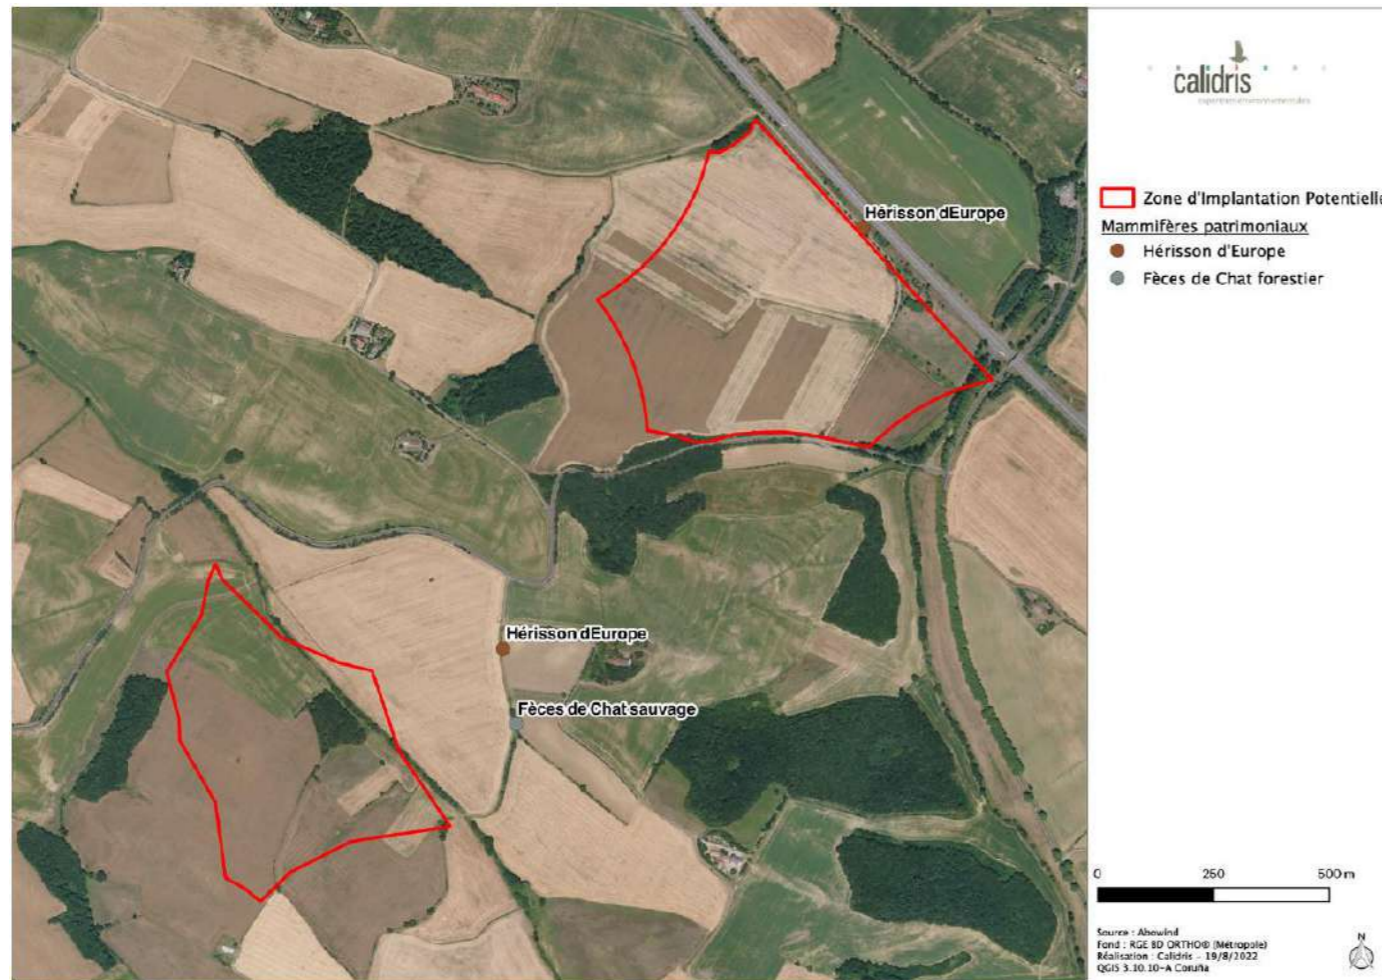 calidris
Zone d'Implantation Potentielle
Mammifères patrimoniaux
Hérisson d'Europe
Fèces de Chat forestier
Hérisson dEurope
Hérisson dEurope
Fèces de Chat sauvage
0 250 500 m
Source : Abowind
Fond : RGE BD ORTHO® (Métropole)
Réalisation : Calidris - 19/8/2022
QGIS 3.10.10-A Coruña
N